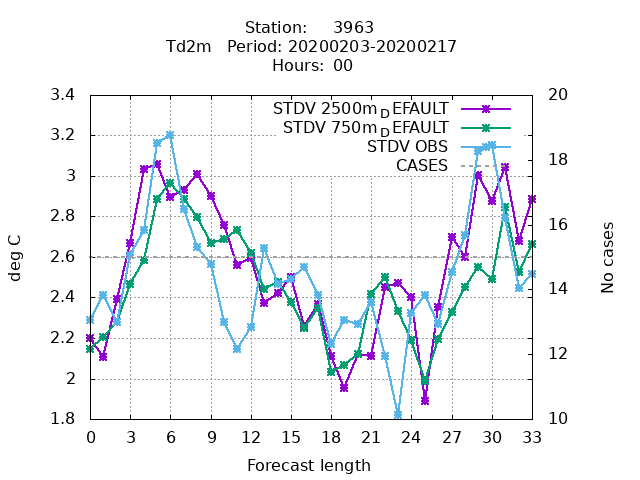 Station: 3963
Td2m Period: 20200203-20200217
Hours: 00
3.4 20
STDV 2500m_DEFAULT
STDV 750m_DEFAULT
STDV OBS
CASES
3.2
18
3
2.8
16
2.6
2.4
14
2.2
12
2
1.8 10
deg C
No cases
0 3 6 9 12 15 18 21 24 27 30 33
Forecast length